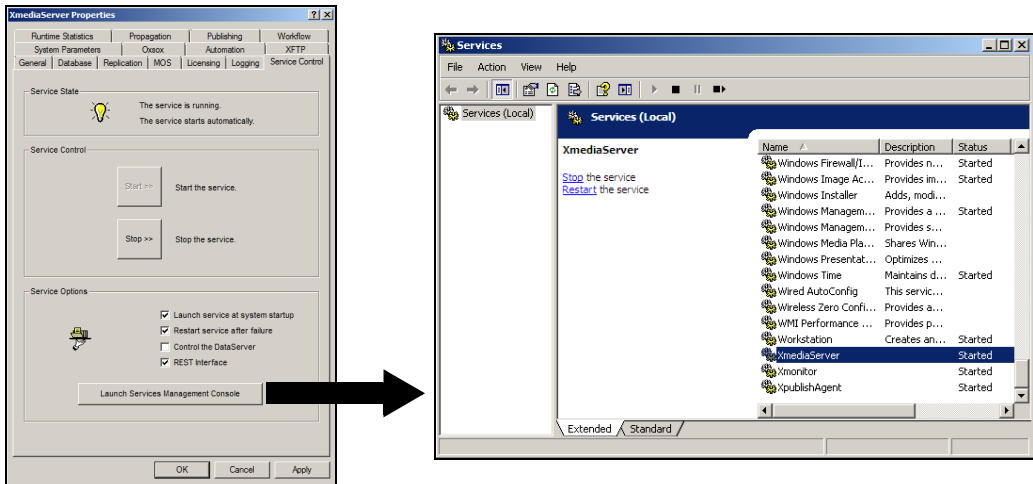 XmediaServer Properties
Runtime Statistics Propagation Publishing Workflow
System Parameters Oxsox Automation XFTP
General Database Replication MOS Licensing Logging Service Control
Service State
The service is running.
The service starts automatically.
Service Control
Start >> Start the service.
Stop >> Stop the service.
Service Options
Launch service at system startup
Restart service after failure
Control the DataServer
REST Interface
Launch Services Management Console
OK Cancel Apply
Services
File Action View Help
Services (Local)
Services (Local)
XmediaServer
Stop the service
Restart the service
Name Description Status
Windows Firewall/I... Provides n... Started
Windows Image Ac... Provides im... Started
Windows Installer Adds, modi...
Windows Managem... Provides a ... Started
Windows Managem... Provides s...
Windows Media Pla... Shares Win...
Windows Presentat... Optimizes ...
Windows Time Maintains d... Started
Wired AutoConfig This servic...
Wireless Zero Confi... Provides a...
WMI Performance ... Provides p...
Workstation Creates an... Started
XmediaServer Started
Xmonitor Started
XpublishAgent Started
Extended Standard